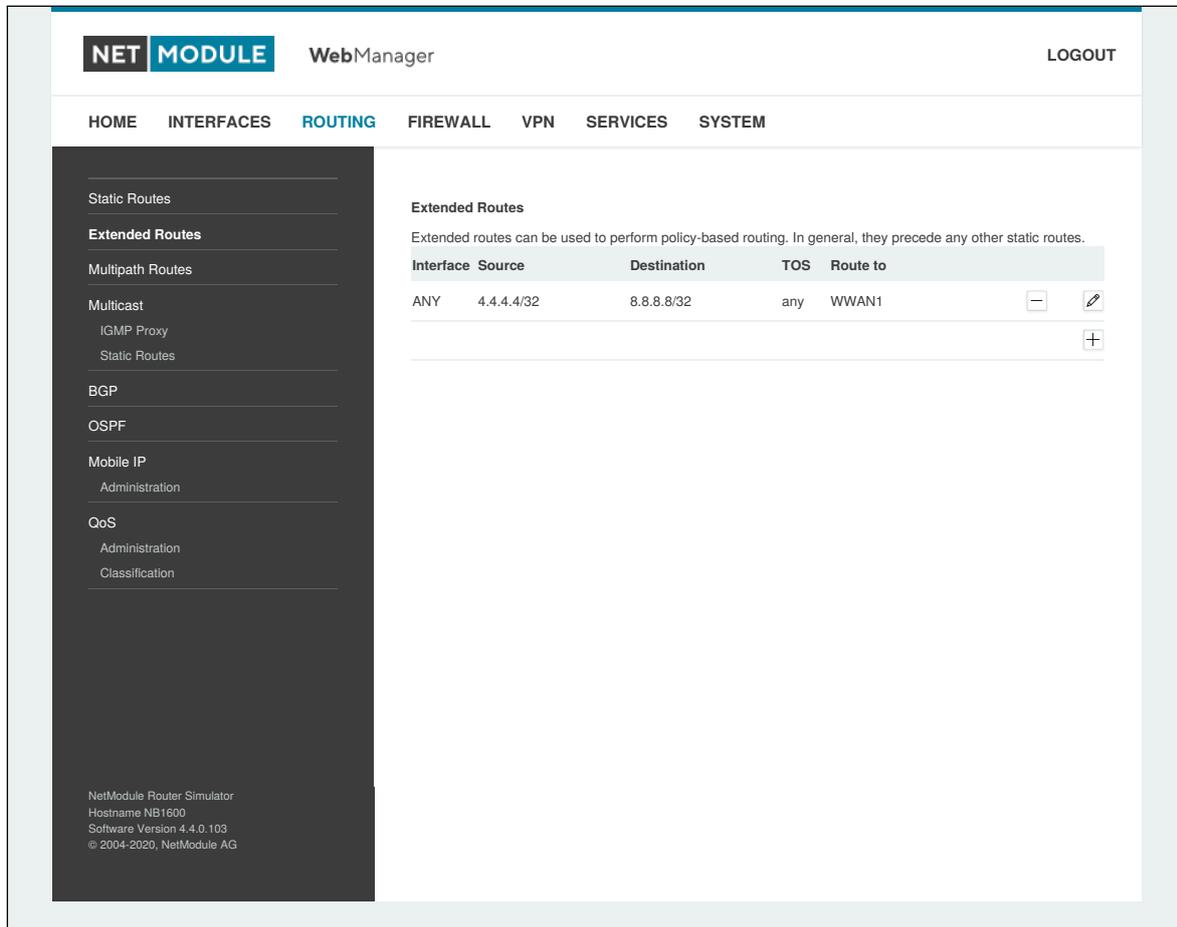 NET MODULE WebManager LOGOUT
HOME INTERFACES ROUTING FIREWALL VPN SERVICES SYSTEM
Static Routes
Extended Routes
Multipath Routes
Multicast
IGMP Proxy
Static Routes
BGP
OSPF
Mobile IP
Administration
QoS
Administration
Classification
NetModule Router Simulator
Hostname NB1600
Software Version 4.4.0.103
© 2004-2020, NetModule AG
Extended Routes
Extended routes can be used to perform policy-based routing. In general, they precede any other static routes.
Interface Source Destination TOS Route to
ANY 4.4.4.4/32 8.8.8.8/32 any WWAN1